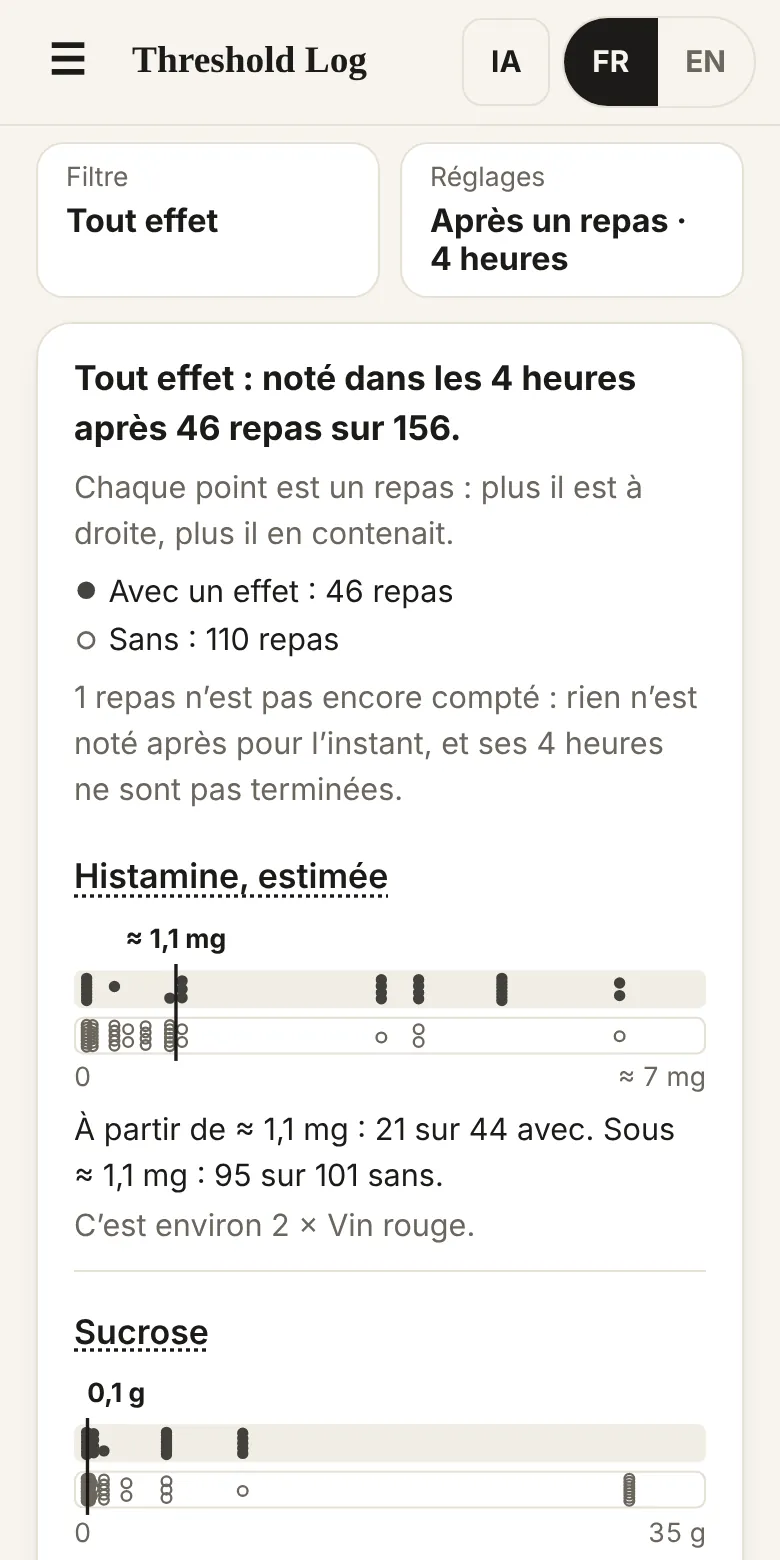 ☰ Threshold Log IA FR EN
Filtre
Tout effet
Réglages
Après un repas ·
4 heures
Tout effet : noté dans les 4 heures
après 46 repas sur 156.
Chaque point est un repas : plus il est à
droite, plus il en contenait.
Avec un effet : 46 repas
Sans : 110 repas
1 repas n’est pas encore compté : rien n’est
noté après pour l’instant, et ses 4 heures
ne sont pas terminées.
Histamine, estimée
≈ 1,1 mg
0 ≈ 7 mg
À partir de ≈ 1,1 mg : 21 sur 44 avec. Sous
≈ 1,1 mg : 95 sur 101 sans.
C’est environ 2 × Vin rouge.
Sucrose
0,1 g
0 35 g